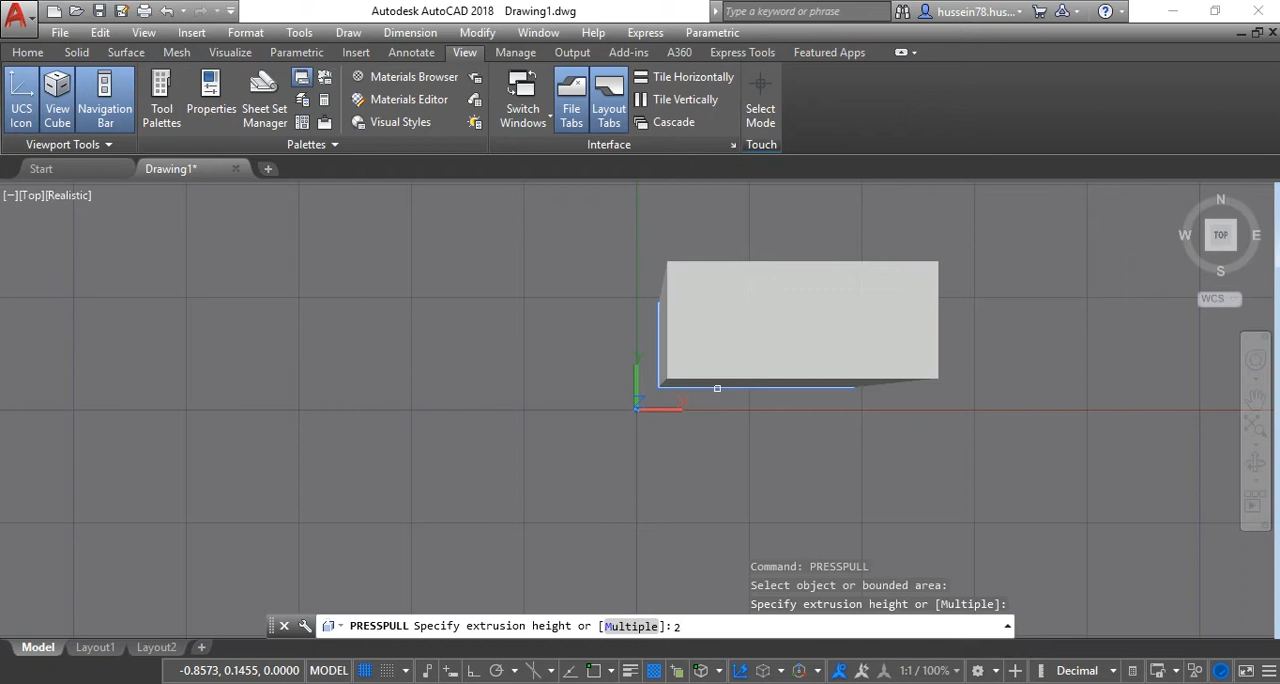 Autodesk AutoCAD 2018 Drawing1.dwg
Type a keyword or phrase
hussein78.hus...
File Edit View Insert Format Tools Draw Dimension Modify Window Help Express Parametric
Home Solid Surface Mesh Visualize Parametric Insert Annotate View Manage Output Add-ins A360 Express Tools Featured Apps
UCS Icon
View Cube
Navigation Bar
Viewport Tools
Tool Palettes
Properties
Sheet Set Manager
Materials Browser
Materials Editor
Visual Styles
Palettes
Switch Windows
File Tabs
Layout Tabs
Tile Horizontally
Tile Vertically
Cascade
Interface
Select Mode
Touch
Start
Drawing1*
[−][Top][Realistic]
N
W TOP E
S
WCS
Y
Z X
Command: PRESSPULL
Select object or bounded area:
Specify extrusion height or [Multiple]:
PRESSPULL Specify extrusion height or [Multiple]: 2
Model Layout1 Layout2
-0.8573, 0.1455, 0.0000 MODEL 1:1 / 100% Decimal